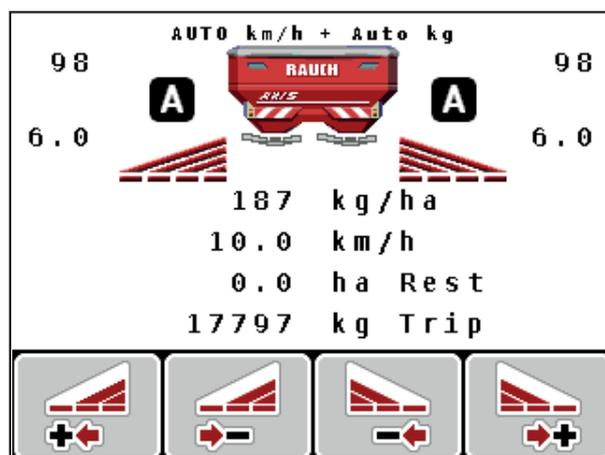 AUTO km/h + Auto kg
98
98
RAUCH
AXIS
A
A
6.0
6.0
187 kg/ha
10.0 km/h
0.0 ha Rest
17797 kg Trip